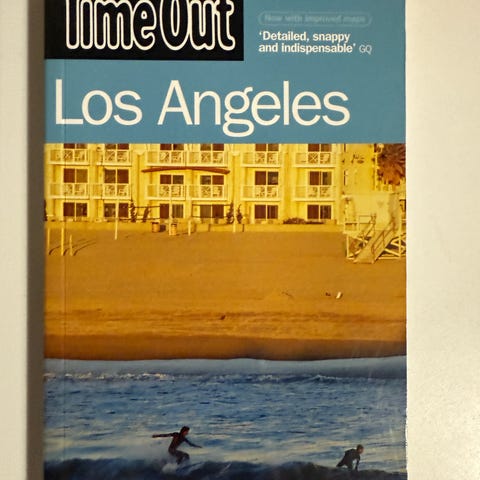 Time Out
Now with improved maps
'Detailed, snappy
and indispensable' GQ
Los Angeles